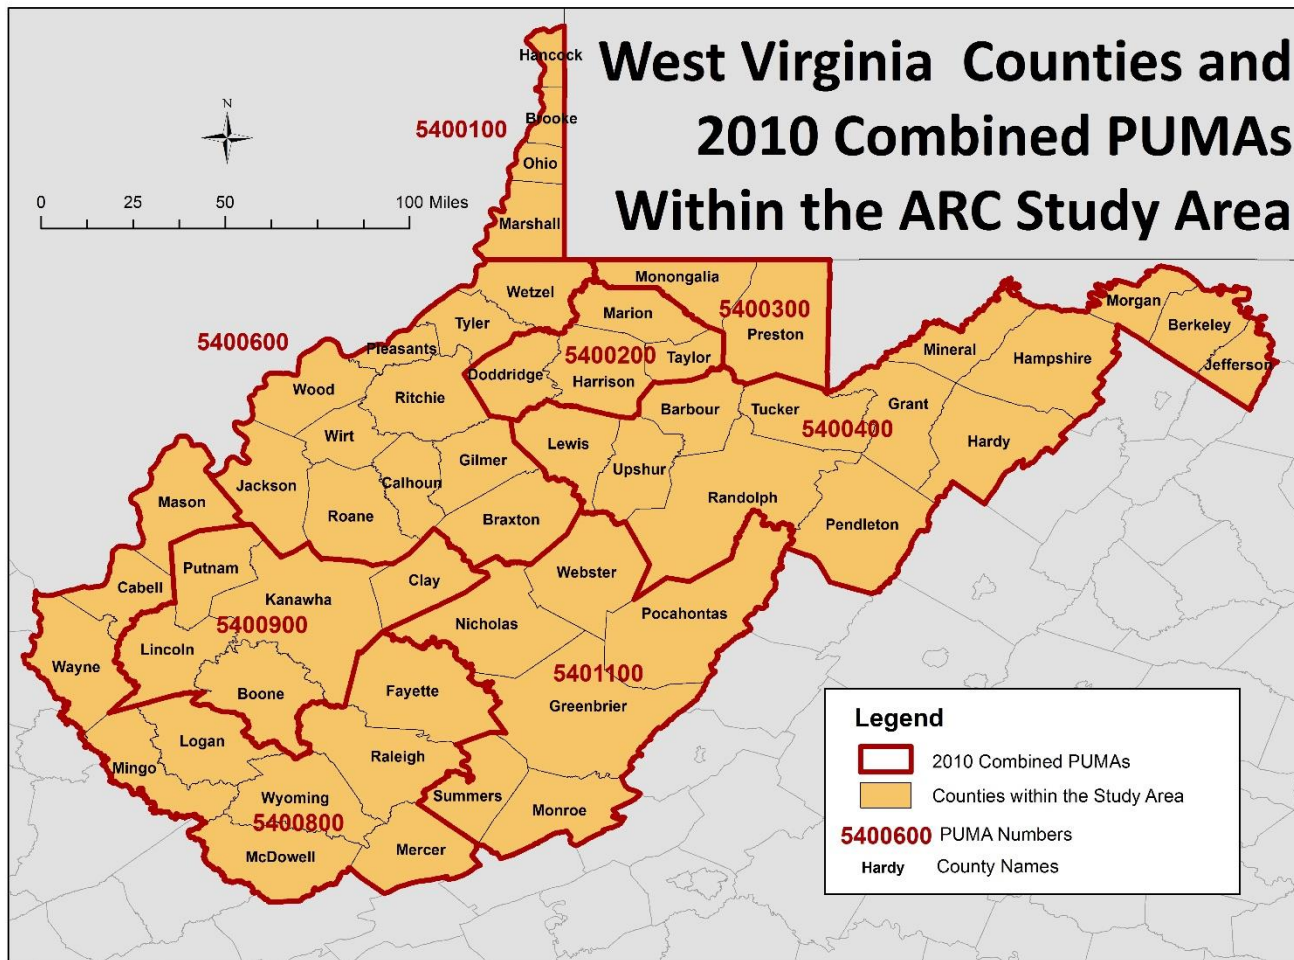 West Virginia  Counties and
2010 Combined PUMAs
Within the ARC Study Area
N
0 25 50 100 Miles
5400100
Hancock
Brooke
Ohio
Marshall
5400600
Wetzel
Tyler
Pleasants
Wood
Ritchie
Wirt
Jackson
Roane
Calhoun
Gilmer
Braxton
5400300
Monongalia
Preston
5400200
Marion
Taylor
Doddridge
Harrison
5400400
Barbour
Tucker
Lewis
Upshur
Randolph
Pendleton
Grant
Mineral
Hampshire
Hardy
Morgan
Berkeley
Jefferson
Mason
Cabell
Wayne
5400900
Putnam
Kanawha
Clay
Lincoln
Boone
5401100
Webster
Nicholas
Pocahontas
Greenbrier
Summers
Monroe
5400800
Fayette
Raleigh
Logan
Mingo
Wyoming
McDowell
Mercer
Legend
2010 Combined PUMAs
Counties within the Study Area
5400600 PUMA Numbers
Hardy County Names